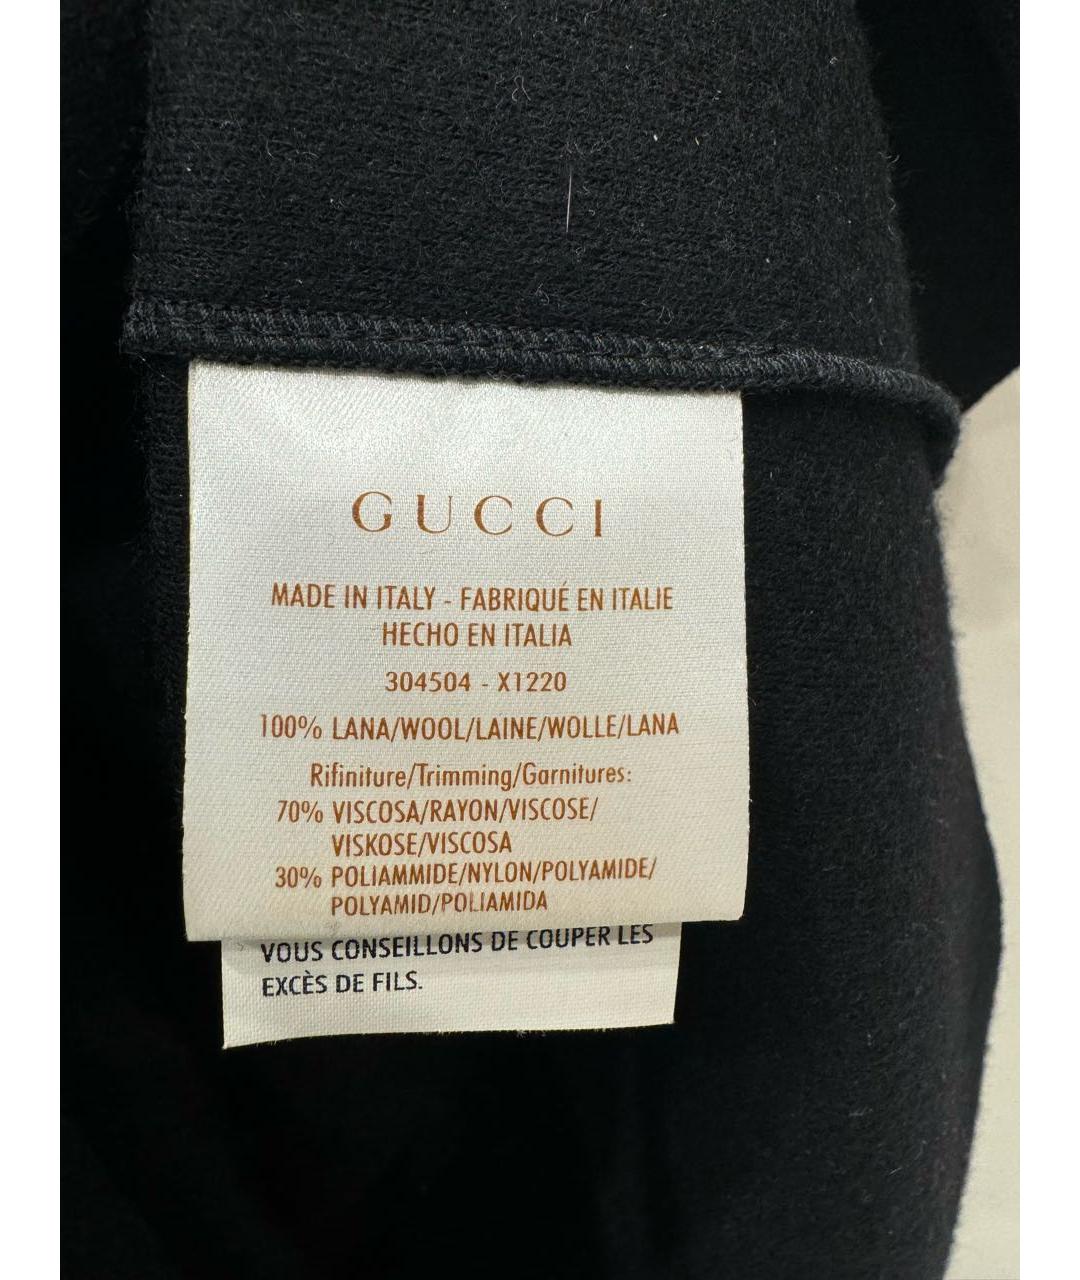 GUCCI
MADE IN ITALY - FABRIQUÉ EN ITALIE
HECHO EN ITALIA
304504 - X1220
100% LANA/WOOL/LAINE/WOLLE/LANA
Rifiniture/Trimming/Garnitures:
70% VISCOSA/RAYON/VISCOSE/
VISKOSE/VISCOSA
30% POLIAMMIDE/NYLON/POLYAMIDE/
POLYAMID/POLIAMIDA
VOUS CONSEILLONS DE COUPER LES
EXCÈS DE FILS.